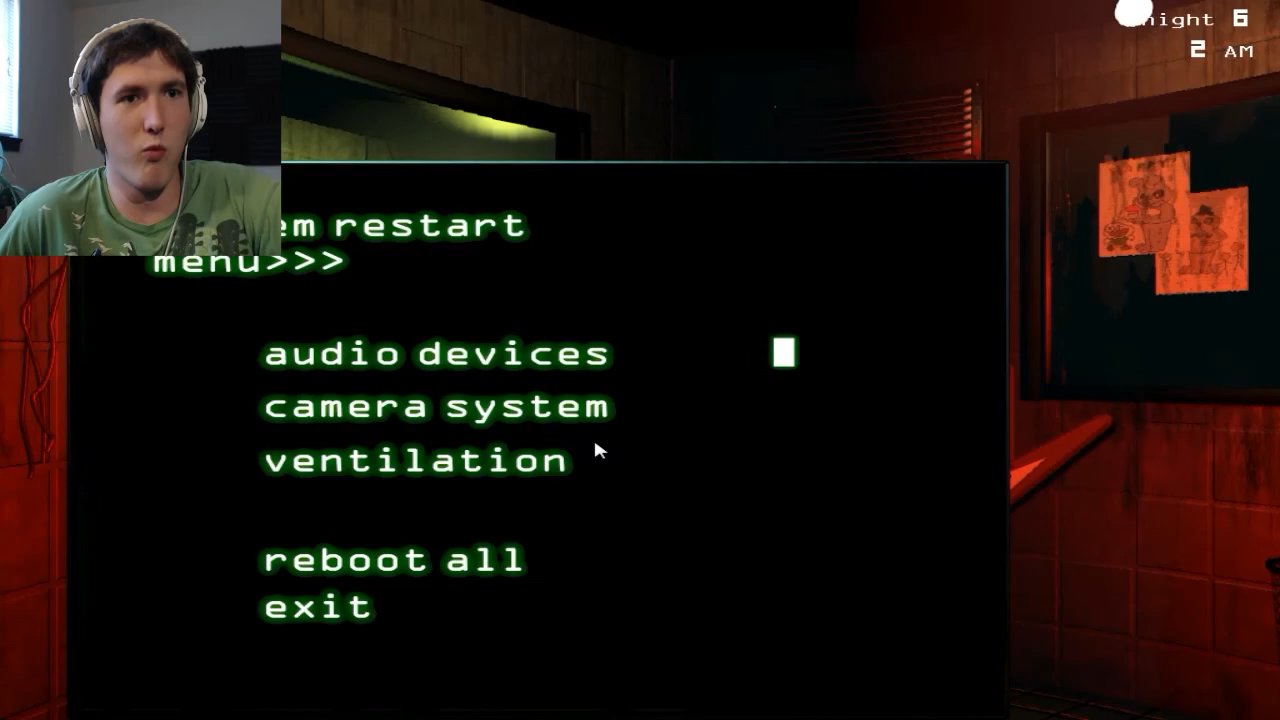 night 6
2 AM
em restart
menu>>>
audio devices
camera system
ventilation
reboot all
exit